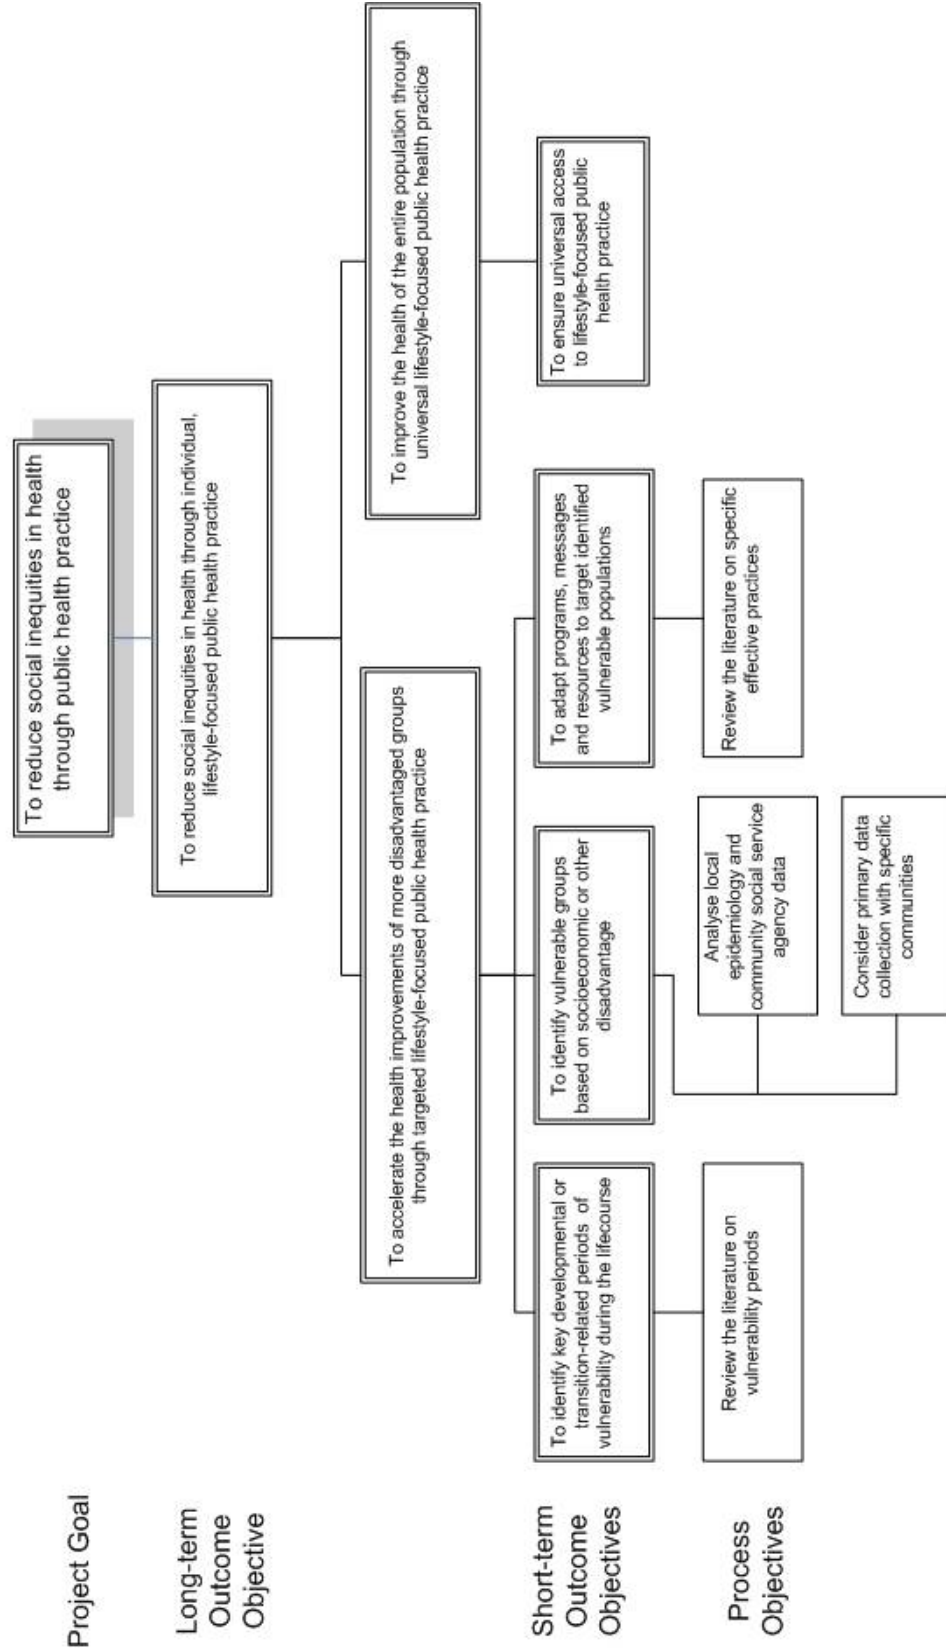 Project Goal
To reduce social inequities in health
through public health practice
Long-term
Outcome
Objective
To reduce social inequities in health through individual,
lifestyle-focused public health practice
To accelerate the health improvements of more disadvantaged groups
through targeted lifestyle-focused public health practice
To improve the health of the entire population through
universal lifestyle-focused public health practice
Short-term
Outcome
Objectives
To identify key developmental or
transition-related periods of
vulnerability during the lifecourse
To identify vulnerable groups
based on socioeconomic or other
disadvantage
To adapt programs, messages
and resources to target identified
vulnerable populations
To ensure universal access
to lifestyle-focused public
health practice
Process
Objectives
Review the literature on
vulnerability periods
Analyse local
epidemiology and
community social service
agency data
Consider primary data
collection with specific
communities
Review the literature on specific
effective practices